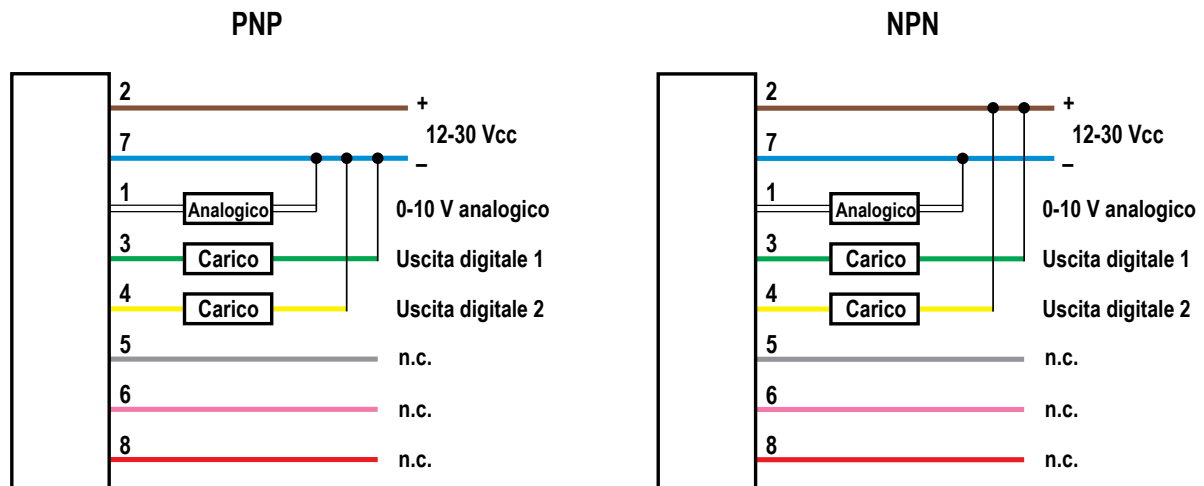 PNP
2
+
12-30 Vcc
7
–
1
Analogico
0-10 V analogico
3
Carico
Uscita digitale 1
4
Carico
Uscita digitale 2
5
n.c.
6
n.c.
8
n.c.
NPN
2
+
12-30 Vcc
7
–
1
Analogico
0-10 V analogico
3
Carico
Uscita digitale 1
4
Carico
Uscita digitale 2
5
n.c.
6
n.c.
8
n.c.